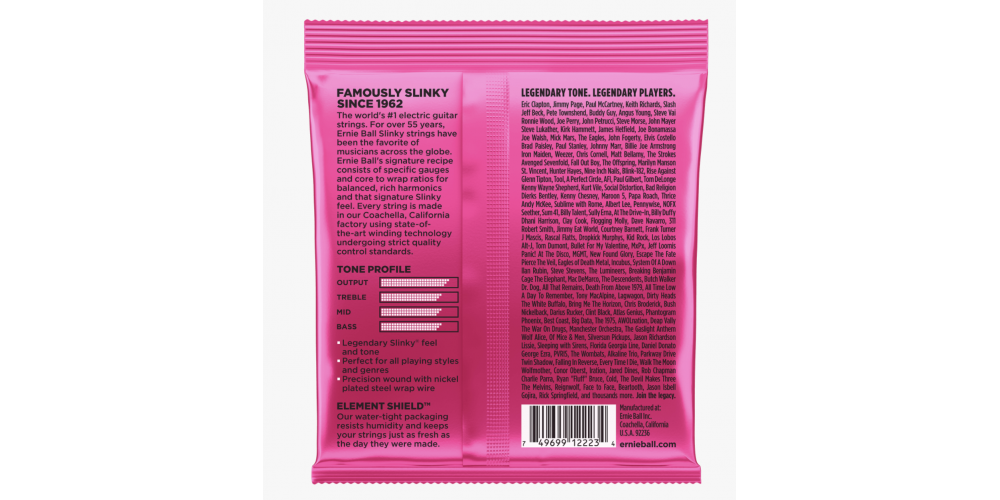 FAMOUSLY SLINKY
SINCE 1962
The world's #1 electric guitar
strings. For over 55 years,
Ernie Ball Slinky strings have
been the favorite of
musicians across the globe.
Ernie Ball's signature recipe
consists of specific gauges
and core to wrap ratios for
balanced, rich harmonics
and that signature Slinky
feel. Every string is made
in our Coachella, California
factory using state-of-
the-art winding technology
undergoing strict quality
control standards.
TONE PROFILE
OUTPUT
TREBLE
MID
BASS
Legendary Slinky® feel
and tone
Perfect for all playing styles
and genres
Precision wound with nickel
plated steel wrap wire
ELEMENT SHIELD™
Our water-tight packaging
resists humidity and keeps
your strings just as fresh as
the day they were made.
LEGENDARY TONE. LEGENDARY PLAYERS.
Eric Clapton, Jimmy Page, Paul McCartney, Keith Richards, Slash
Jeff Beck, Pete Townshend, Buddy Guy, Angus Young, Steve Vai
Ronnie Wood, Joe Perry, John Petrucci, Steve Morse, John Mayer
Steve Lukather, Kirk Hammett, James Hetfield, Joe Bonamassa
Joe Walsh, Mick Mars, The Eagles, John Fogerty, Elvis Costello
Brad Paisley, Paul Stanley, Johnny Marr, Billie Joe Armstrong
Iron Maiden, Weezer, Chris Cornell, Matt Bellamy, The Strokes
Avenged Sevenfold, Fall Out Boy, The Offspring, Marilyn Manson
St. Vincent, Hunter Hayes, Nine Inch Nails, Blink-182, Rise Against
Glenn Tipton, Tool, A Perfect Circle, AFI, Paul Gilbert, Tom DeLonge
Kenny Wayne Shepherd, Kurt Vile, Social Distortion, Bad Religion
Dierks Bentley, Kenny Chesney, Maroon 5, Papa Roach, Thrice
Andy McKee, Sublime with Rome, Albert Lee, Pennywise, NOFX
Seether, Sum 41, Billy Talent, Sully Erna, At The Drive-In, Billy Duffy
Dhani Harrison, Clay Cook, Flogging Molly, Dave Navarro, 311
Robert Smith, Jimmy Eat World, Courtney Barnett, Frank Turner
J Mascis, Rascal Flatts, Dropkick Murphys, Kid Rock, Los Lobos
Alt-J, Tom Dumont, Bullet For My Valentine, MxPx, Jeff Loomis
Panic! At The Disco, MGMT, New Found Glory, Escape The Fate
Pierce The Veil, Eagles of Death Metal, Incubus, System Of A Down
Ilan Rubin, Steve Stevens, The Lumineers, Breaking Benjamin
Cage The Elephant, Mac DeMarco, The Descendents, Butch Walker
Dr. Dog, All That Remains, Death From Above 1979, All Time Low
A Day To Remember, Tony MacAlpine, Lagwagon, Dirty Heads
The White Buffalo, Bring Me The Horizon, Chris Broderick, Bush
Nickelback, Darius Rucker, Clint Black, Atlas Genius, Phantogram
Phoenix, Best Coast, Big Data, The 1975, AWOLnation, Deap Vally
The War On Drugs, Manchester Orchestra, The Gaslight Anthem
Wolf Alice, Of Mice & Men, Silversun Pickups, Jason Richardson
Lissie, Sleeping with Sirens, Florida Georgia Line, Daniel Donato
George Ezra, PVRIS, The Wombats, Alkaline Trio, Parkway Drive
Twin Shadow, Falling In Reverse, Every Time I Die, Walk The Moon
Wolfmother, Conor Oberst, Iration, Jared Dines, Rob Chapman
Charlie Parra, Ryan "Fluff" Bruce, Cold, The Devil Makes Three
The Melvins, Reignwolf, Face to Face, Beartooth, Jason Isbell
Gojira, Rick Springfield, and thousands more. Join the legacy.
Manufactured at:
Ernie Ball Inc.
Coachella, California
U.S.A. 92236
ernieball.com
7 49699 12223 4